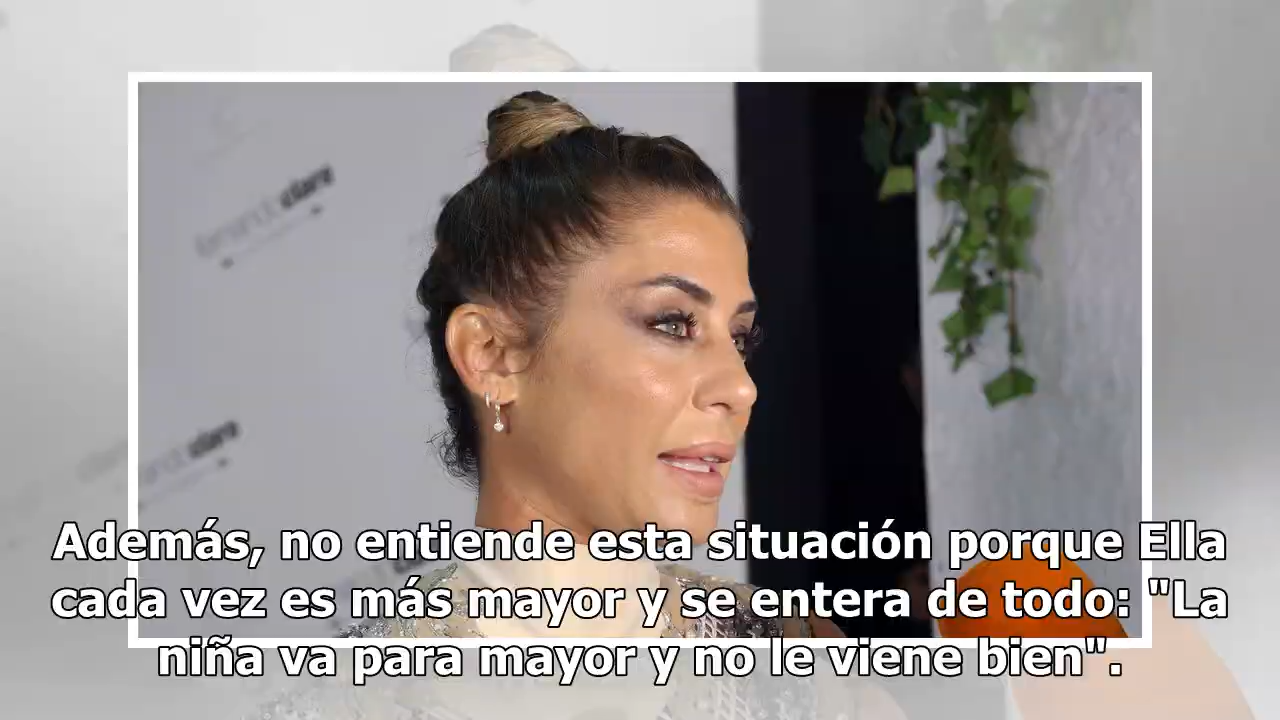 Además, no entiende esta situación porque Ella
cada vez es más mayor y se entera de todo: "La
niña va para mayor y no le viene bien".